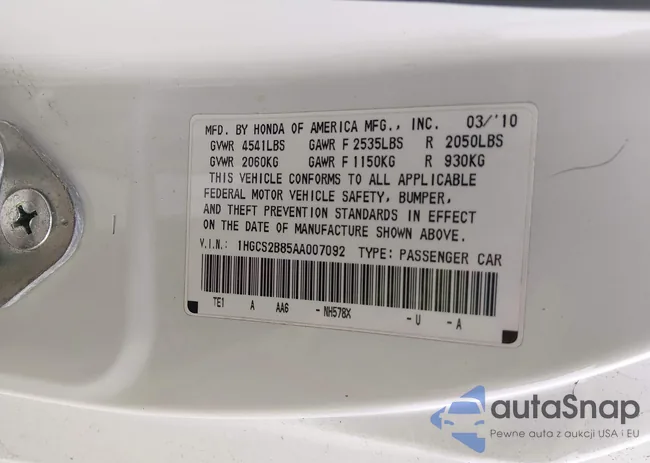 MFD. BY HONDA OF AMERICA MFG., INC. 03/'10
GVWR 4541LBS GAWR F 2535LBS R 2050LBS
GVWR 2060KG GAWR F 1150KG R 930KG
THIS VEHICLE CONFORMS TO ALL APPLICABLE
FEDERAL MOTOR VEHICLE SAFETY, BUMPER,
AND THEFT PREVENTION STANDARDS IN EFFECT
ON THE DATE OF MANUFACTURE SHOWN ABOVE.
V.I.N.: 1HGCS2B85AA007092 TYPE: PASSENGER CAR
TE1 A AA6 - NH578X - U - A
autaSnap
Pewne auta z aukcji USA i EU